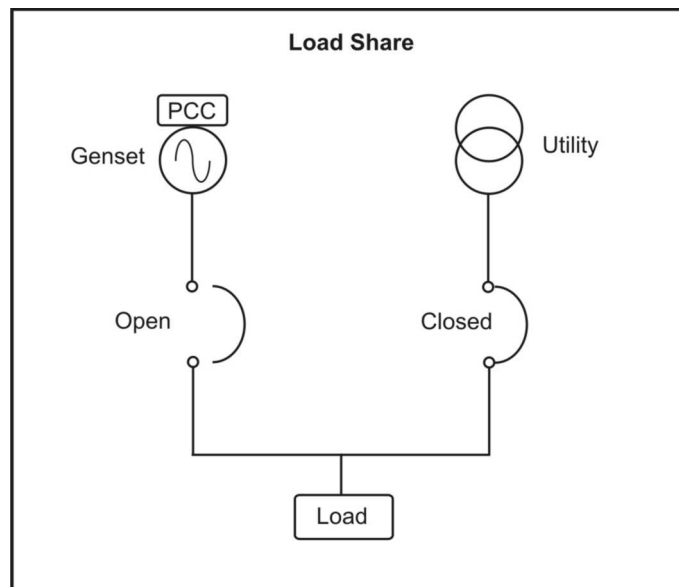 Load Share
PCC
Genset
Utility
Open
Closed
Load